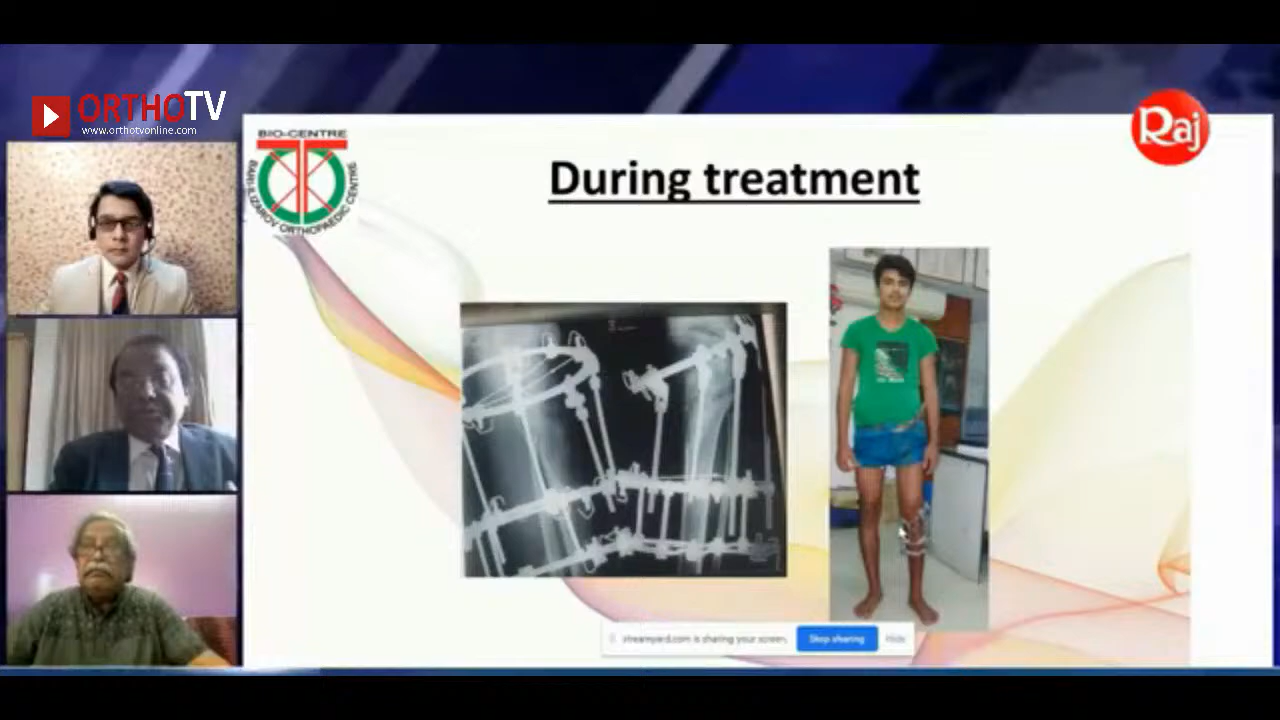 ORTHOTV
www.orthotvonline.com
BIO-CENTRE
BARI-ILIZAROV ORTHOPAEDIC CENTRE
Raj
During treatment
streamyard.com is sharing your screen.
Stop sharing
Hide